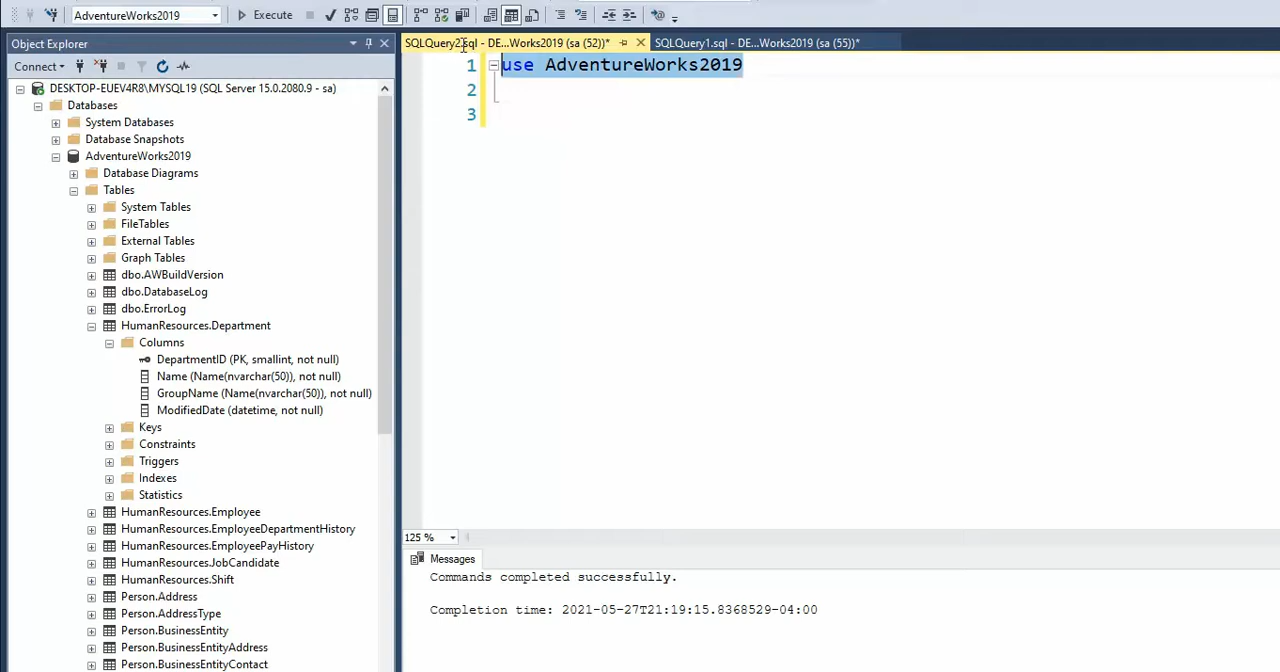 AdventureWorks2019
Execute
Object Explorer
Connect
DESKTOP-EUEV4R8\MYSQL19 (SQL Server 15.0.2080.9 - sa)
Databases
System Databases
Database Snapshots
AdventureWorks2019
Database Diagrams
Tables
System Tables
FileTables
External Tables
Graph Tables
dbo.AWBuildVersion
dbo.DatabaseLog
dbo.ErrorLog
HumanResources.Department
Columns
DepartmentID (PK, smallint, not null)
Name (Name(nvarchar(50)), not null)
GroupName (Name(nvarchar(50)), not null)
ModifiedDate (datetime, not null)
Keys
Constraints
Triggers
Indexes
Statistics
HumanResources.Employee
HumanResources.EmployeeDepartmentHistory
HumanResources.EmployeePayHistory
HumanResources.JobCandidate
HumanResources.Shift
Person.Address
Person.AddressType
Person.BusinessEntity
Person.BusinessEntityAddress
Person.BusinessEntityContact
SQLQuery2.sql - DE...Works2019 (sa (52))*
SQLQuery1.sql - DE...Works2019 (sa (55))*
1 use AdventureWorks2019
2
3
125 %
Messages
Commands completed successfully.
Completion time: 2021-05-27T21:19:15.8368529-04:00